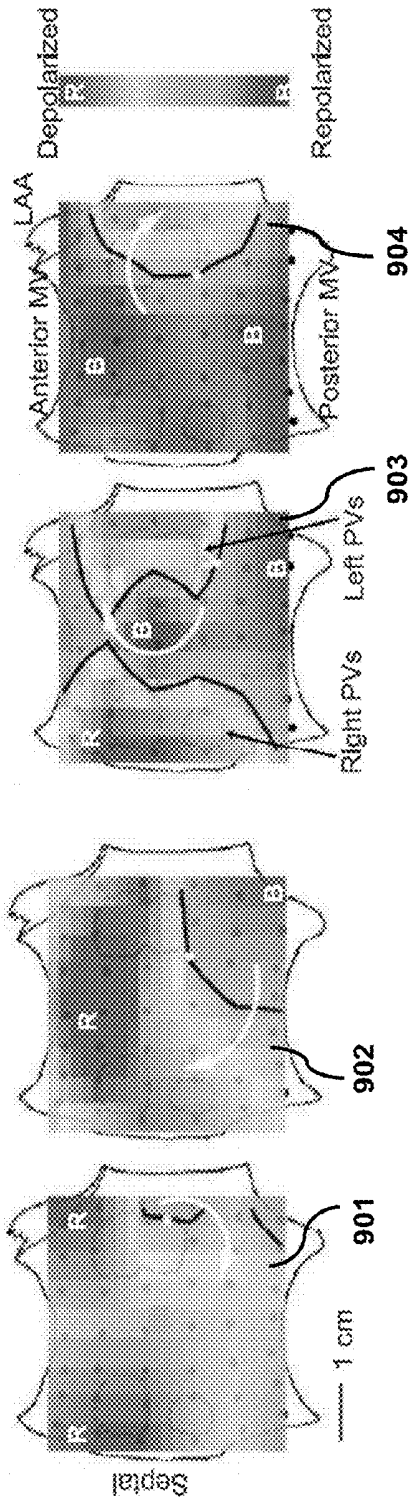 Septal
R
R
1 cm
901
R
B
902
R
B
B
Right PVs
Left PVs
903
Anterior MV
LAA
B
B
Posterior MV
904
Depolarized
R
B
Repolarized